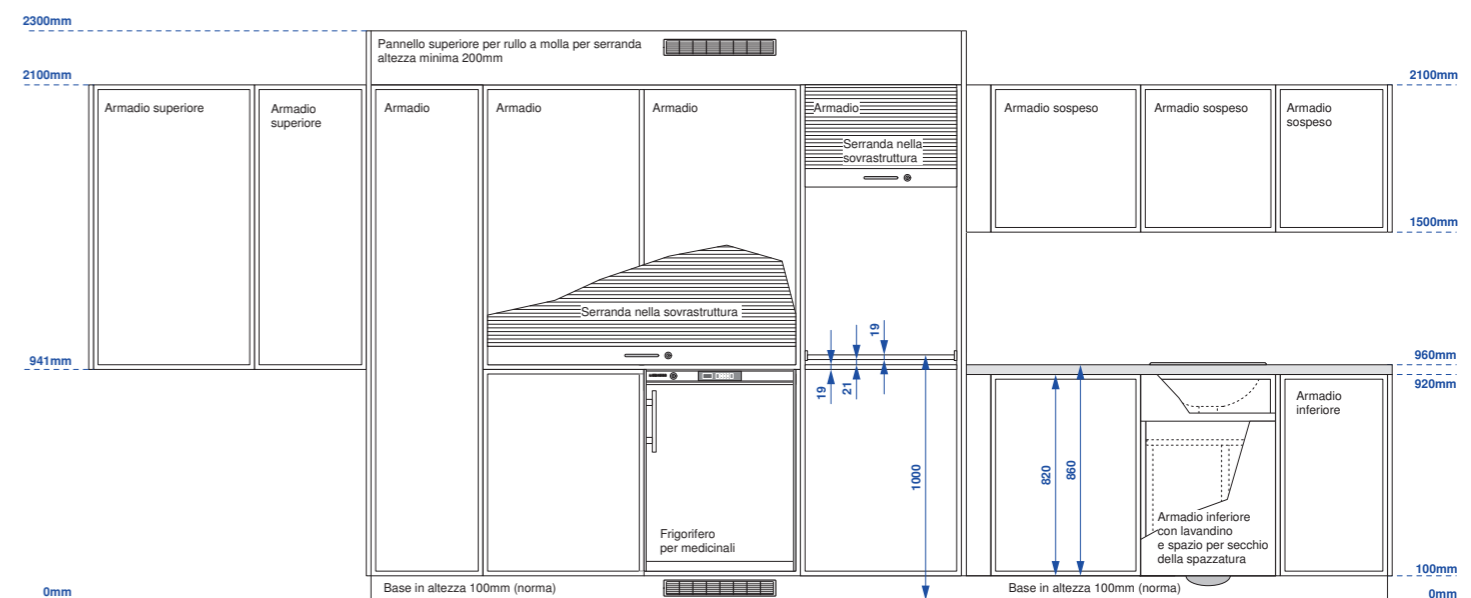 2300mm
Pannello superiore per rullo a molla per serranda
altezza minima 200mm
2100mm
2100mm
Armadio superiore
Armadio
superiore
Armadio
Armadio
Armadio
Armadio
Serranda nella
sovrastruttura
Armadio sospeso
Armadio sospeso
Armadio
sospeso
1500mm
Serranda nella sovrastruttura
941mm
19
19
21
960mm
920mm
Armadio
inferiore
1000
820
860
Frigorifero
per medicinali
Armadio inferiore
con lavandino
e spazio per secchio
della spazzatura
100mm
0mm
Base in altezza 100mm (norma)
Base in altezza 100mm (norma)
0mm